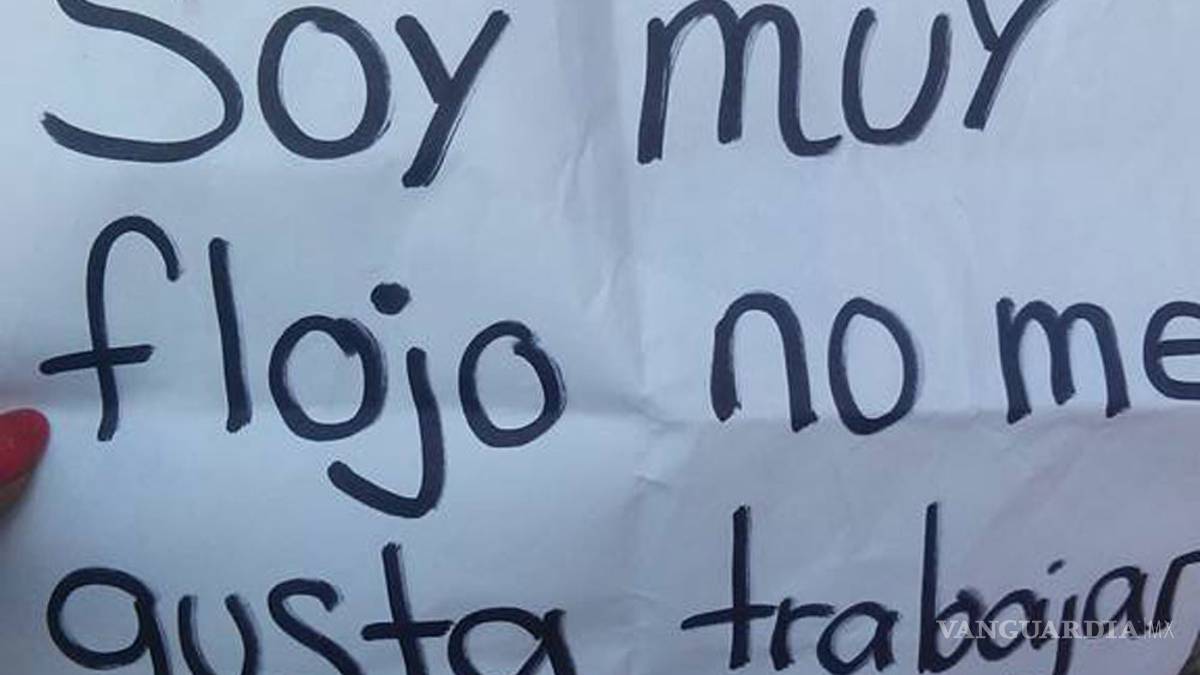 Soy muy
flojo no me
gusta trabajar
VANGUARDIA MX